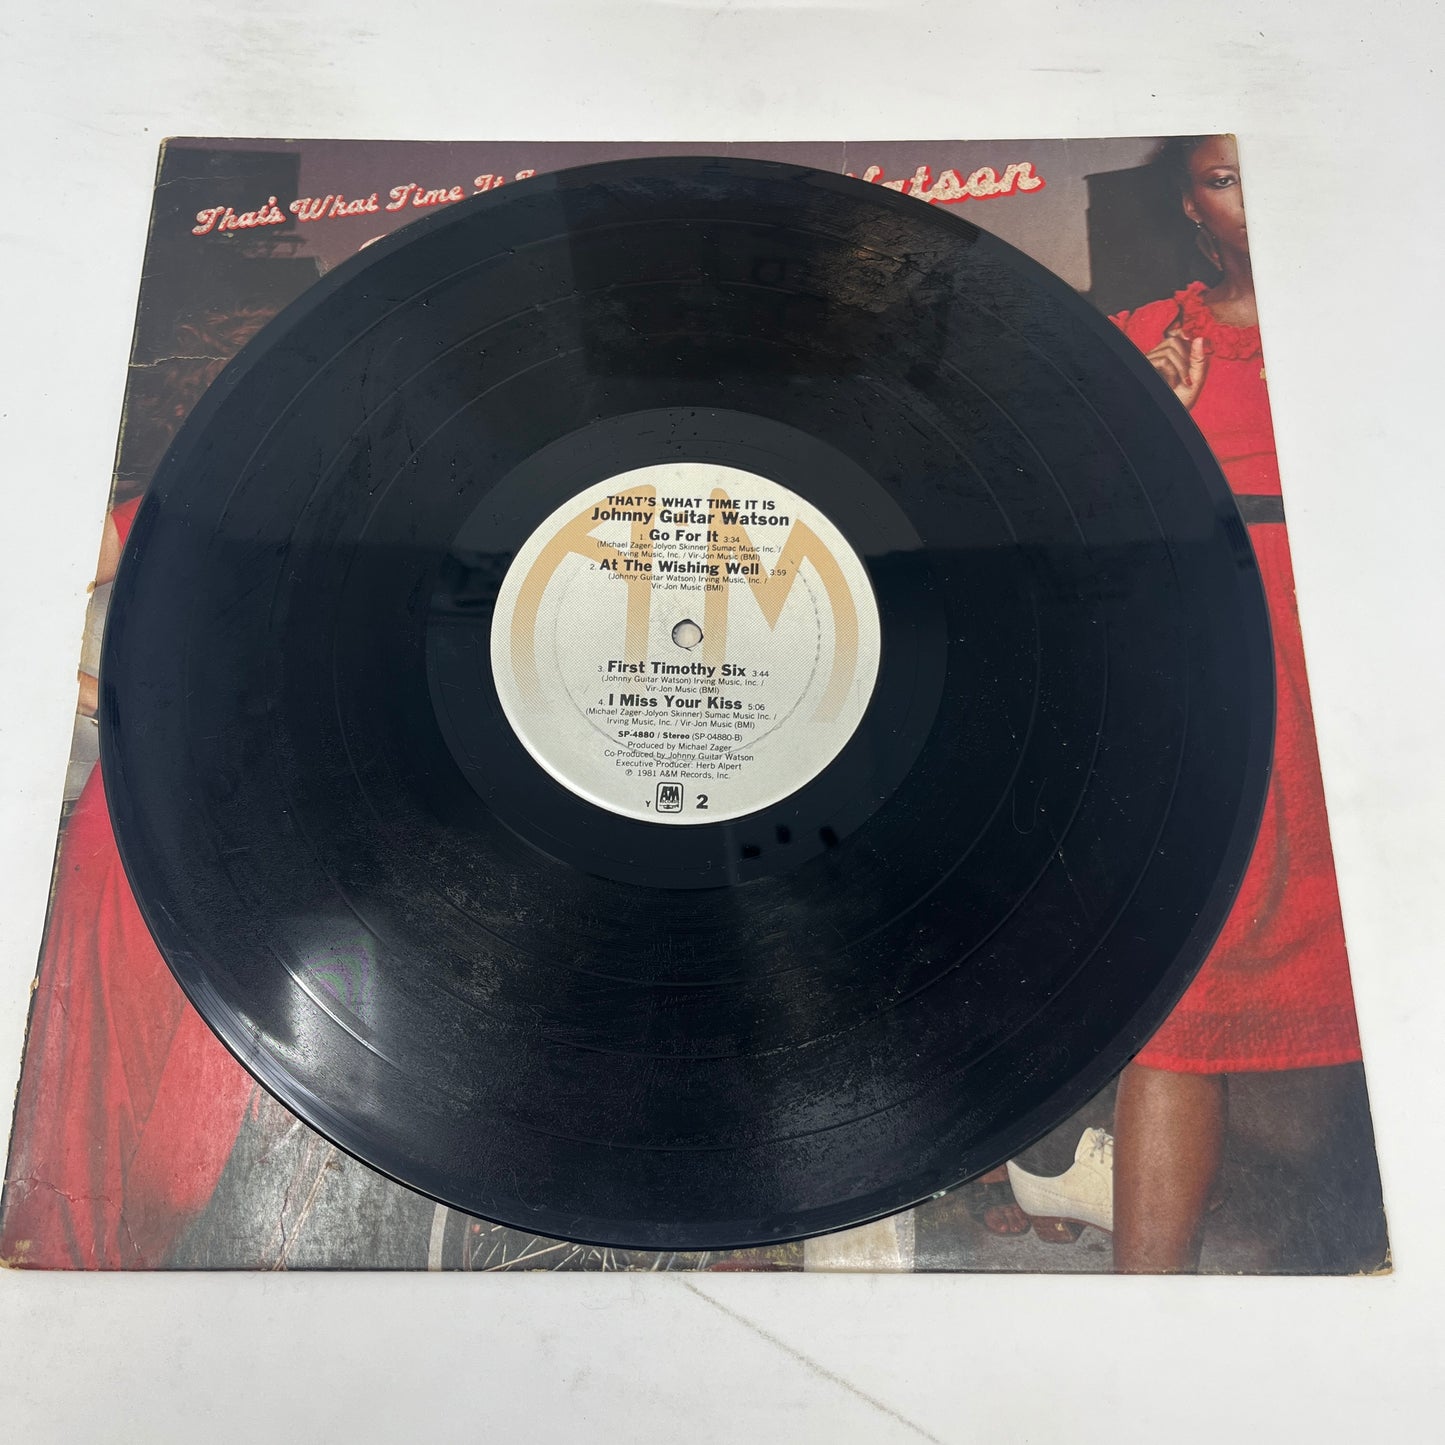 That's What Time It
Watson
THAT'S WHAT TIME IT IS
Johnny Guitar Watson
1. Go For It 3:34
(Michael Zager-Jolyon Skinner) Sumac Music Inc. /
Irving Music, Inc. / Vir-Jon Music (BMI)
2. At The Wishing Well 3:59
(Johnny Guitar Watson) Irving Music, Inc. /
Vir-Jon Music (BMI)
3. First Timothy Six 3:44
(Johnny Guitar Watson) Irving Music, Inc. /
Vir-Jon Music (BMI)
4. I Miss Your Kiss 5:06
(Michael Zager-Jolyon Skinner) Sumac Music Inc. /
Irving Music, Inc. / Vir-Jon Music (BMI)
SP-4880 / Stereo (SP-04880-B)
Produced by Michael Zager
Co-Produced by Johnny Guitar Watson
Executive Producer: Herb Alpert
℗ 1981 A&M Records, Inc.
Y A&M 2